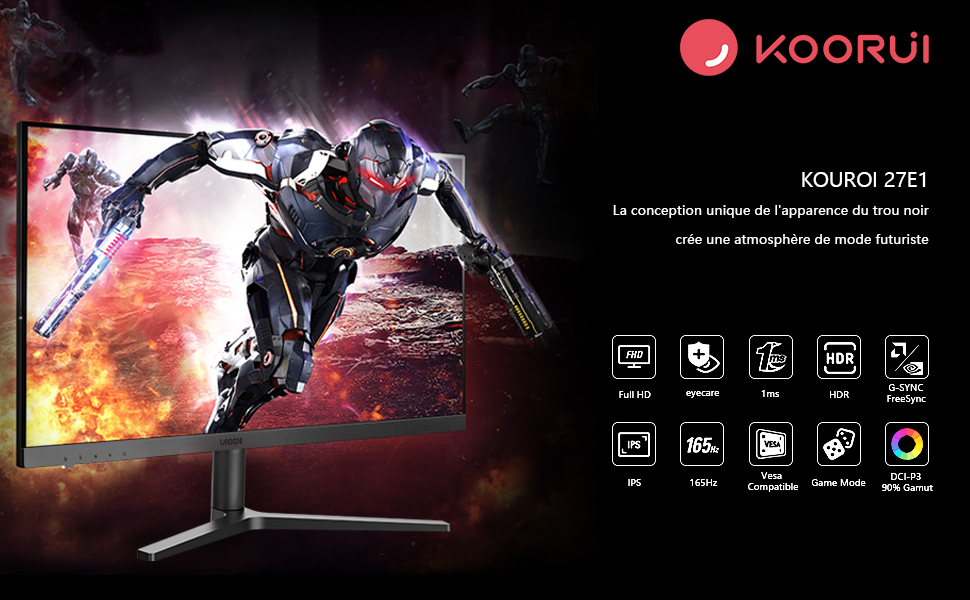 KOORUI
KOUROI 27E1
La conception unique de l'apparence du trou noir
crée une atmosphère de mode futuriste
FHD
1ms
HDR
Full HD
eyecare
1ms
HDR
G-SYNC
FreeSync
IPS
165Hz
VESA
IPS
165Hz
Vesa
Compatible
Game Mode
DCI-P3
90% Gamut
KOORUI